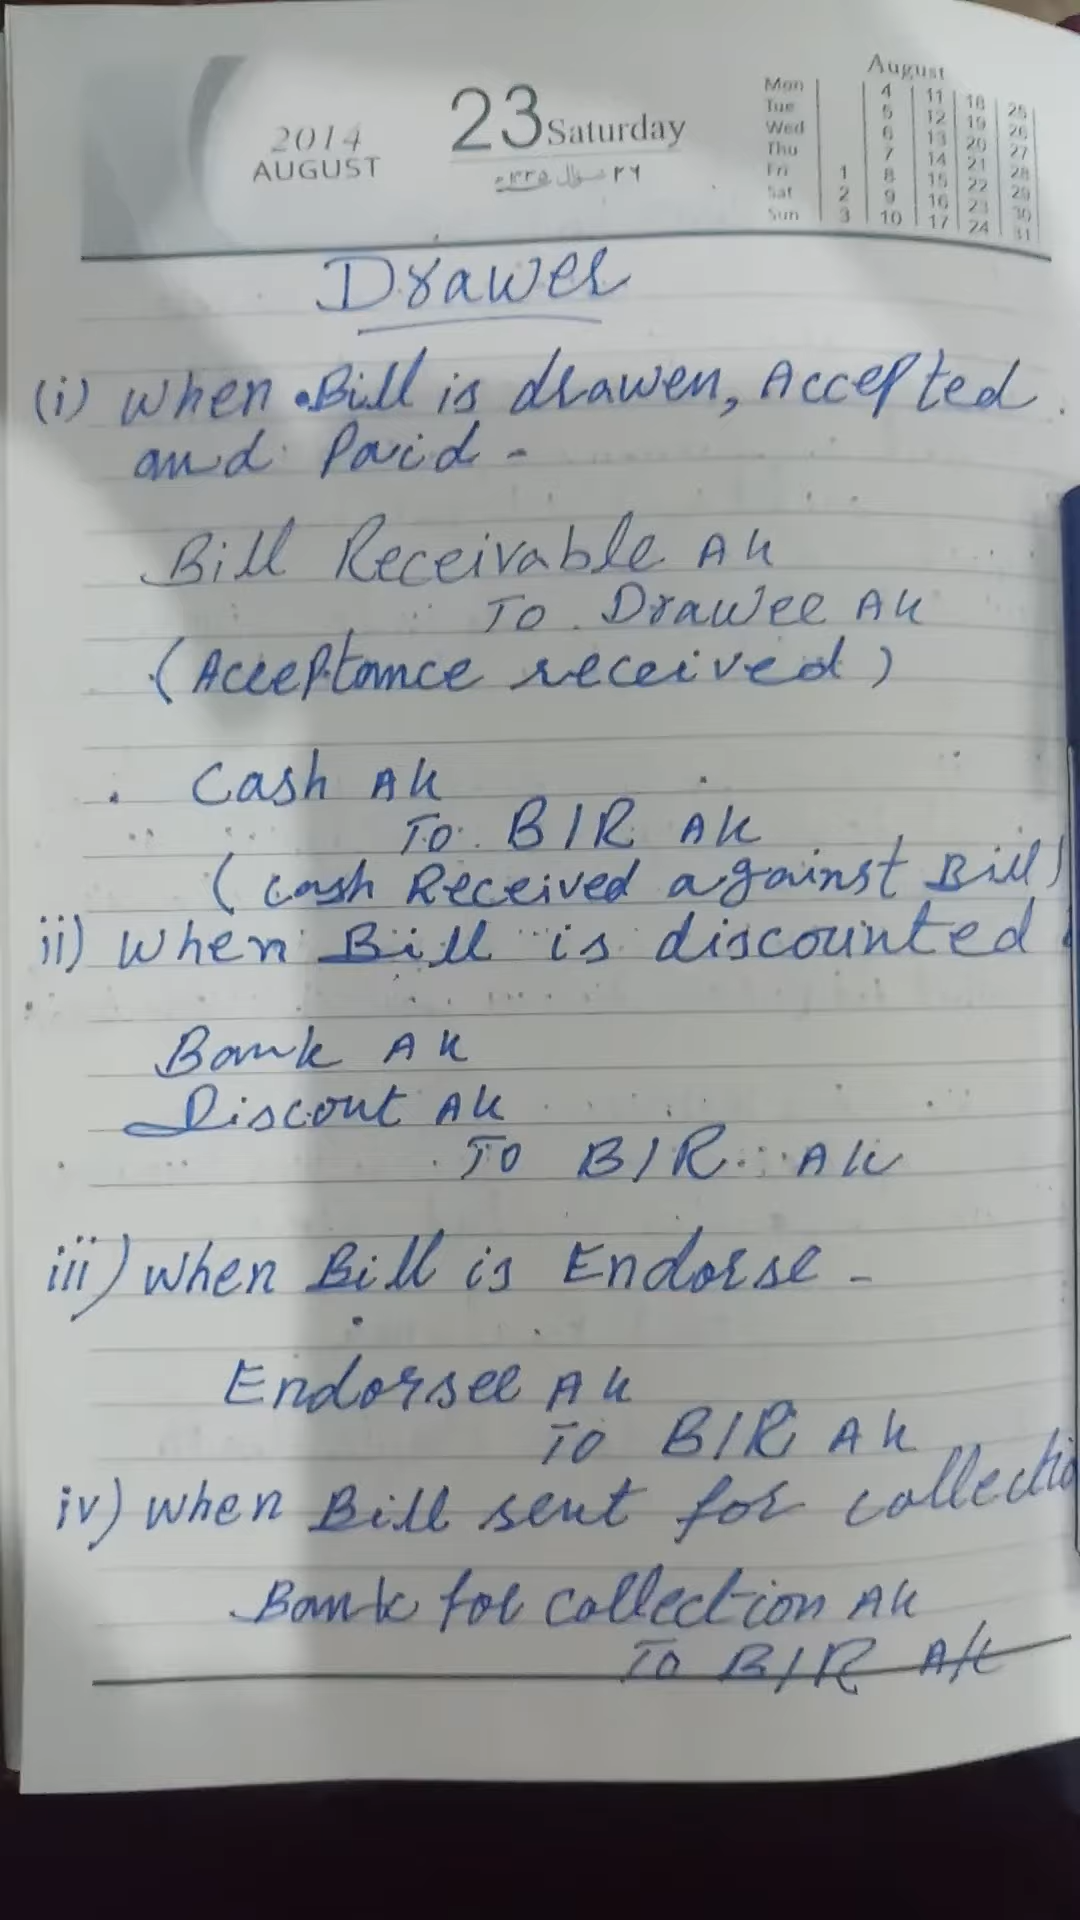 2014
AUGUST
23 Saturday
۲۶ شوال ۱۴۳۵ء
August
Mon 4 11 18 25
Tue 5 12 19 26
Wed 6 13 20 27
Thu 7 14 21 28
Fri 1 8 15 22 29
Sat 2 9 16 23 30
Sun 3 10 17 24 31
Drawer
(i) When Bill is drawen, Accepted
and Paid -
Bill Receivable A/c
To Drawee A/c
(Acceptance received)
Cash A/c
To B/R A/c
(Cash Received against Bill)
ii) When Bill is discounted
Bank A/c
Discout A/c
To B/R A/c
iii) When Bill is Endorse -
Endorsee A/c
To B/R A/c
iv) When Bill sent for collectio
Bank for collection A/c
To B/R A/c